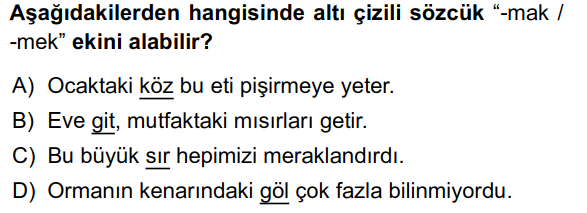 Aşağıdakilerden hangisinde altı çizili sözcük “-mak /
-mek” ekini alabilir?
A) Ocaktaki köz bu eti pişirmeye yeter.
B) Eve git, mutfaktaki mısırları getir.
C) Bu büyük sır hepimizi meraklandırdı.
D) Ormanın kenarındaki göl çok fazla bilinmiyordu.